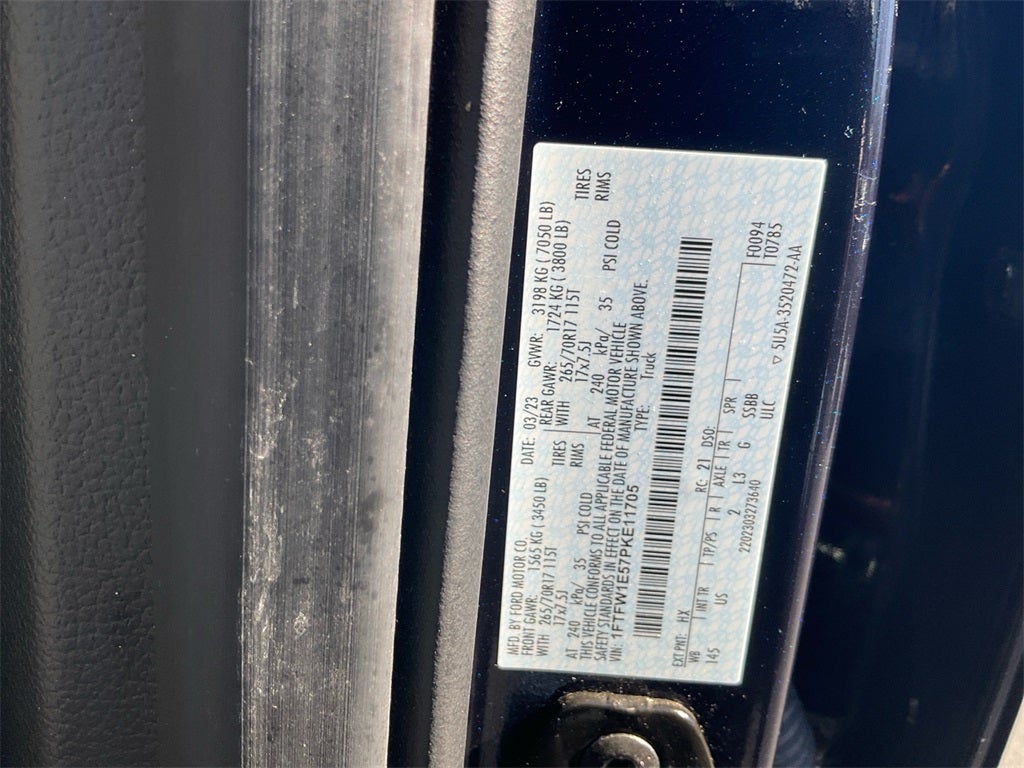 MFD. BY FORD MOTOR CO. DATE: 03/23 GVWR: 3198 KG ( 7050 LB)
FRONT GAWR: 1565 KG ( 3450 LB) REAR GAWR: 1724 KG ( 3800 LB)
WITH 265/70R17 115T TIRES WITH 265/70R17 115T TIRES
17x7.5J RIMS 17x7.5J RIMS
AT 240 kPa/ 35 PSI COLD AT 240 kPa/ 35 PSI COLD
THIS VEHICLE CONFORMS TO ALL APPLICABLE FEDERAL MOTOR VEHICLE
SAFETY STANDARDS IN EFFECT ON THE DATE OF MANUFACTURE SHOWN ABOVE.
VIN: 1FTFW1E57PKE11705 TYPE: Truck
EXT PNT: HX RC: 21 DSO: F0094
WB INT TR TP/PS R AXLE TR SPR T0785
145 US 2 L3 G SSBB
2202303273640 ULC ▽ 5U5A-3520472-AA